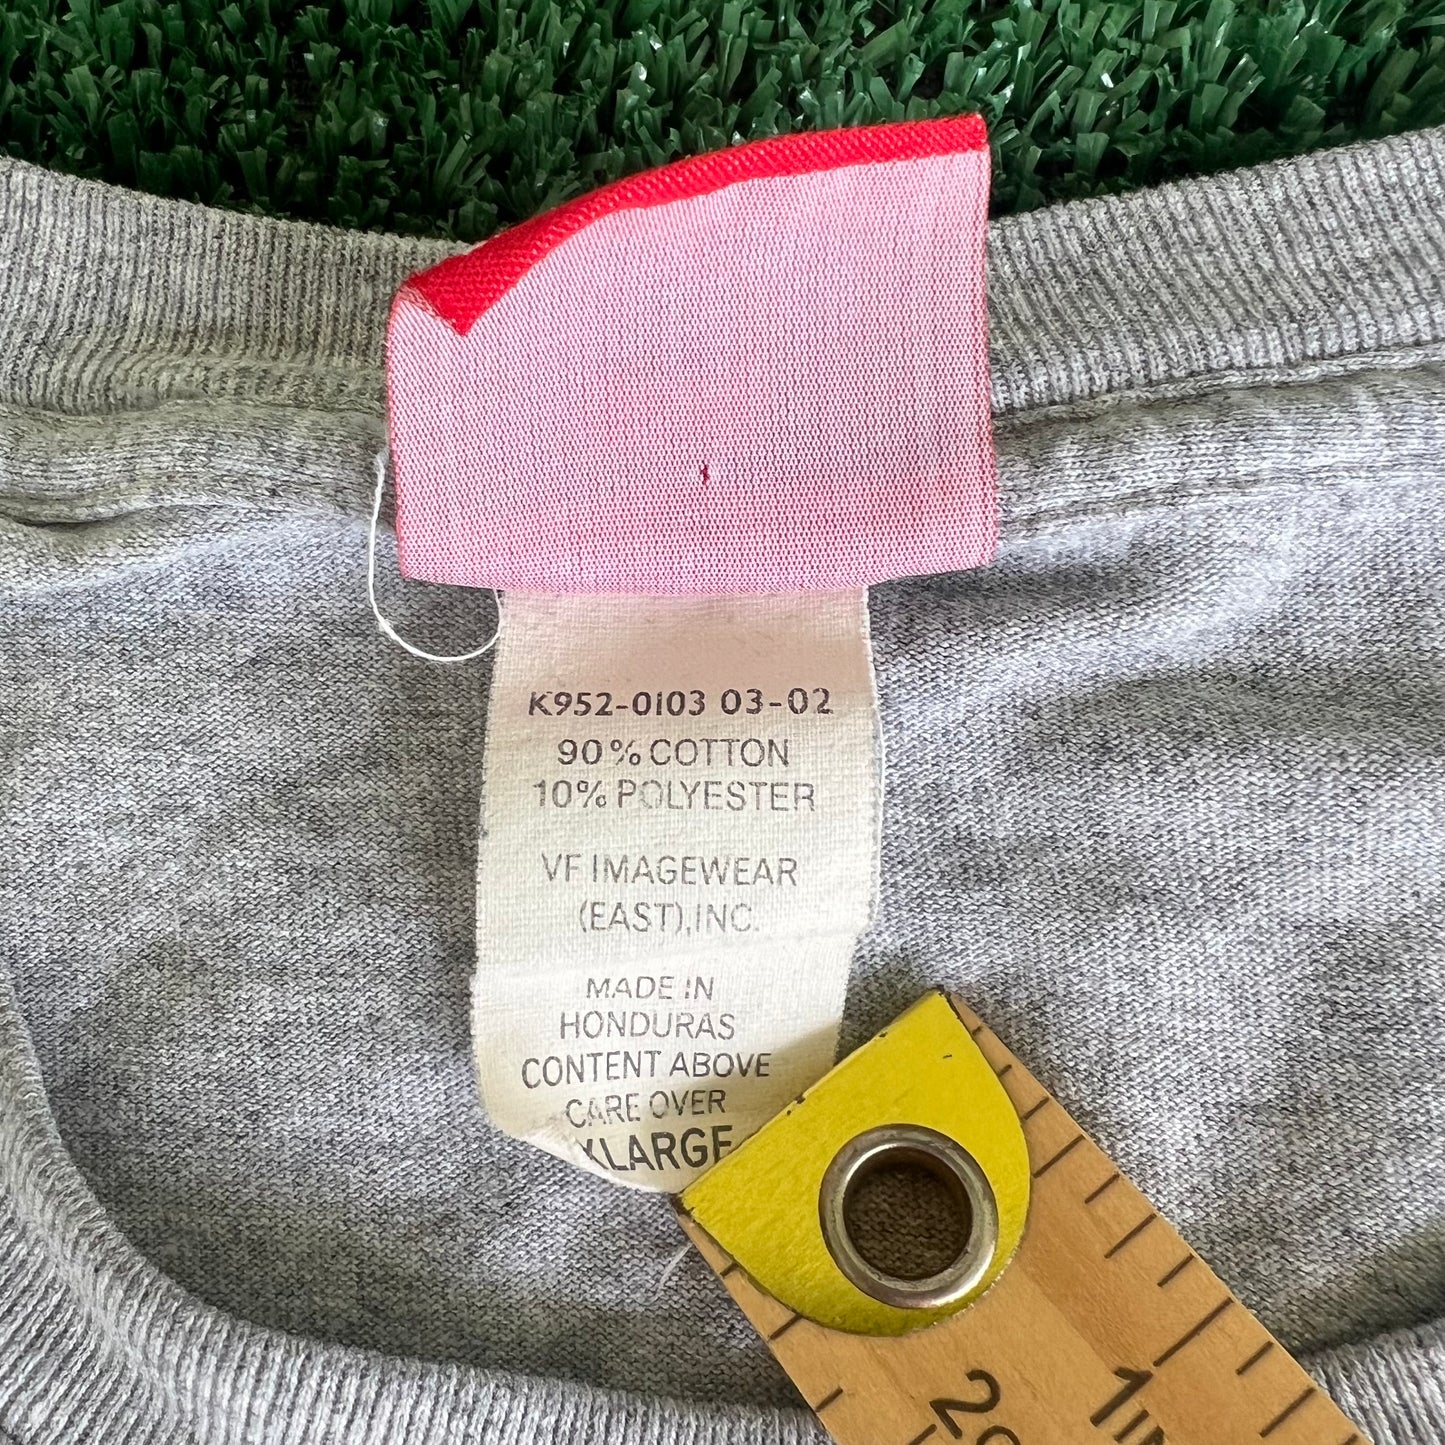 K952-0103 03-02
90% COTTON
10% POLYESTER
VF IMAGEWEAR
(EAST),INC.
MADE IN
HONDURAS
CONTENT ABOVE
CARE OVER
XLARGE
1IN